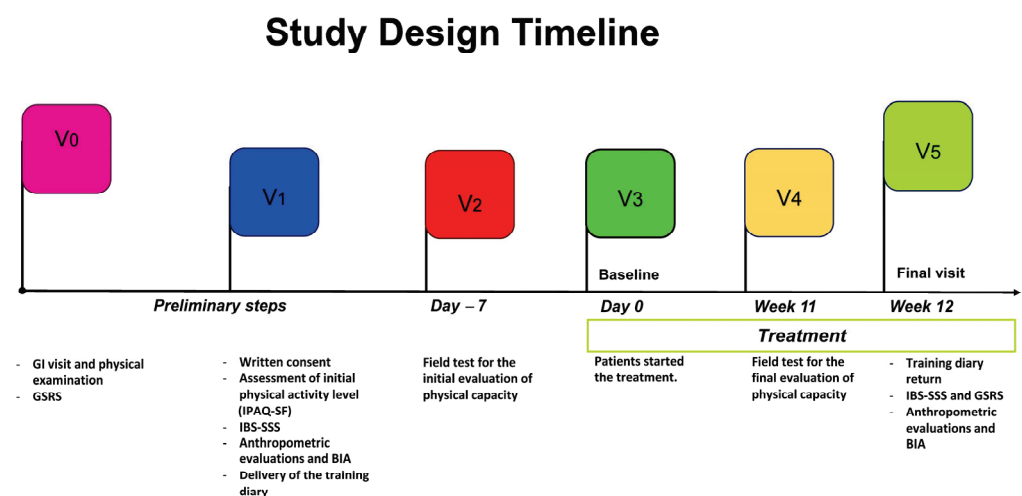 Study Design Timeline
V0
V1
V2
V3
V4
V5
Baseline
Final visit
Preliminary steps
Day – 7
Day 0
Week 11
Week 12
Treatment
- GI visit and physical
examination
- GSRS
- Written consent
- Assessment of initial
physical activity level
(IPAQ-SF)
- IBS-SSS
- Anthropometric
evaluations and BIA
- Delivery of the training
diary
Field test for the
initial evaluation of
physical capacity
Patients started
the treatment.
Field test for the
final evaluation of
physical capacity
- Training diary
return
- IBS-SSS and GSRS
- Anthropometric
evaluations and
BIA